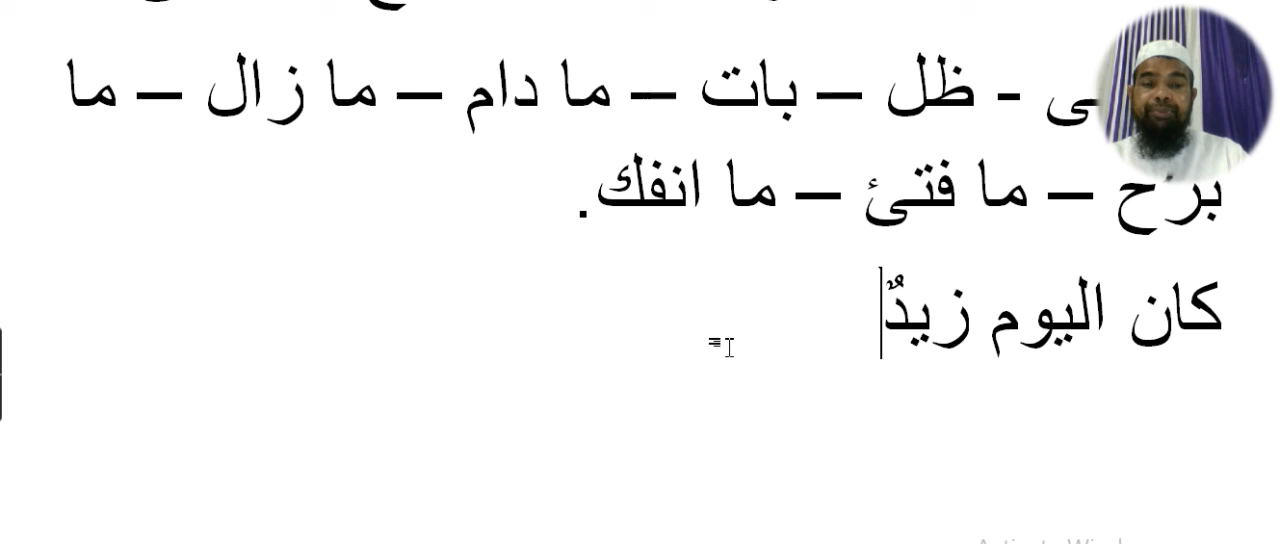 - ظل – بات – ما دام – ما زال – ما
برح – ما فتئ – ما انفك.
كان اليوم زيدٌ